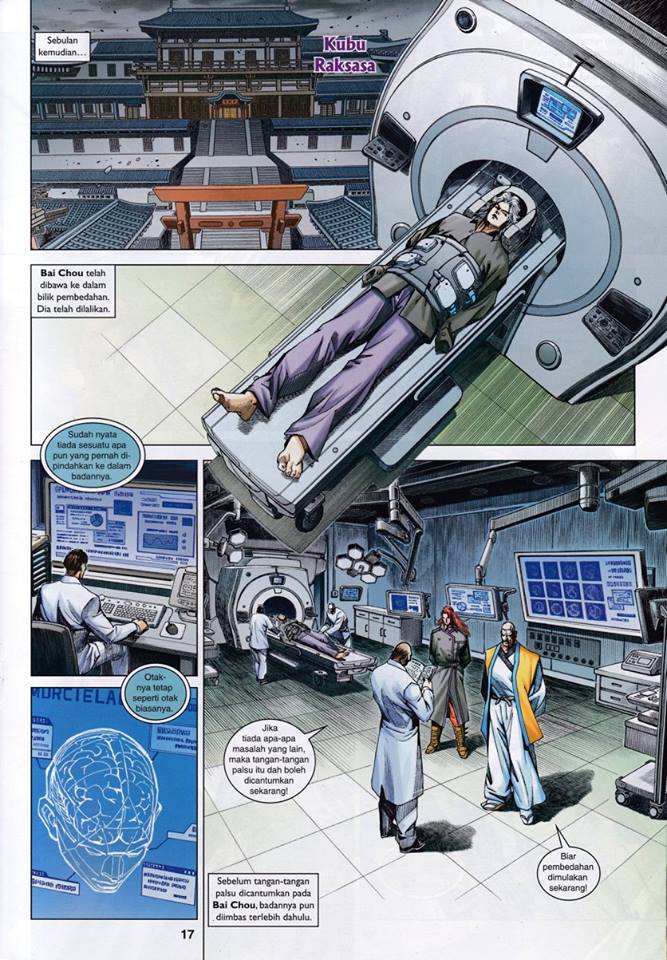 Sebulan
kemudian...
Kubu
Raksasa
Bai Chou telah
dibawa ke dalam
bilik pembedahan.
Dia telah dilalikan.
Sudah nyata
tiada sesuatu apa
pun yang pernah di-
pindahkan ke dalam
badannya.
Otak-
nya tetap
seperti otak
biasanya.
Jika
tiada apa-apa
masalah yang lain,
maka tangan-tangan
palsu itu dah boleh
dicantumkan
sekarang!
Biar
pembedahan
dimulakan
sekarang!
Sebelum tangan-tangan
palsu dicantumkan pada
Bai Chou, badannya pun
diimbas terlebih dahulu.
17